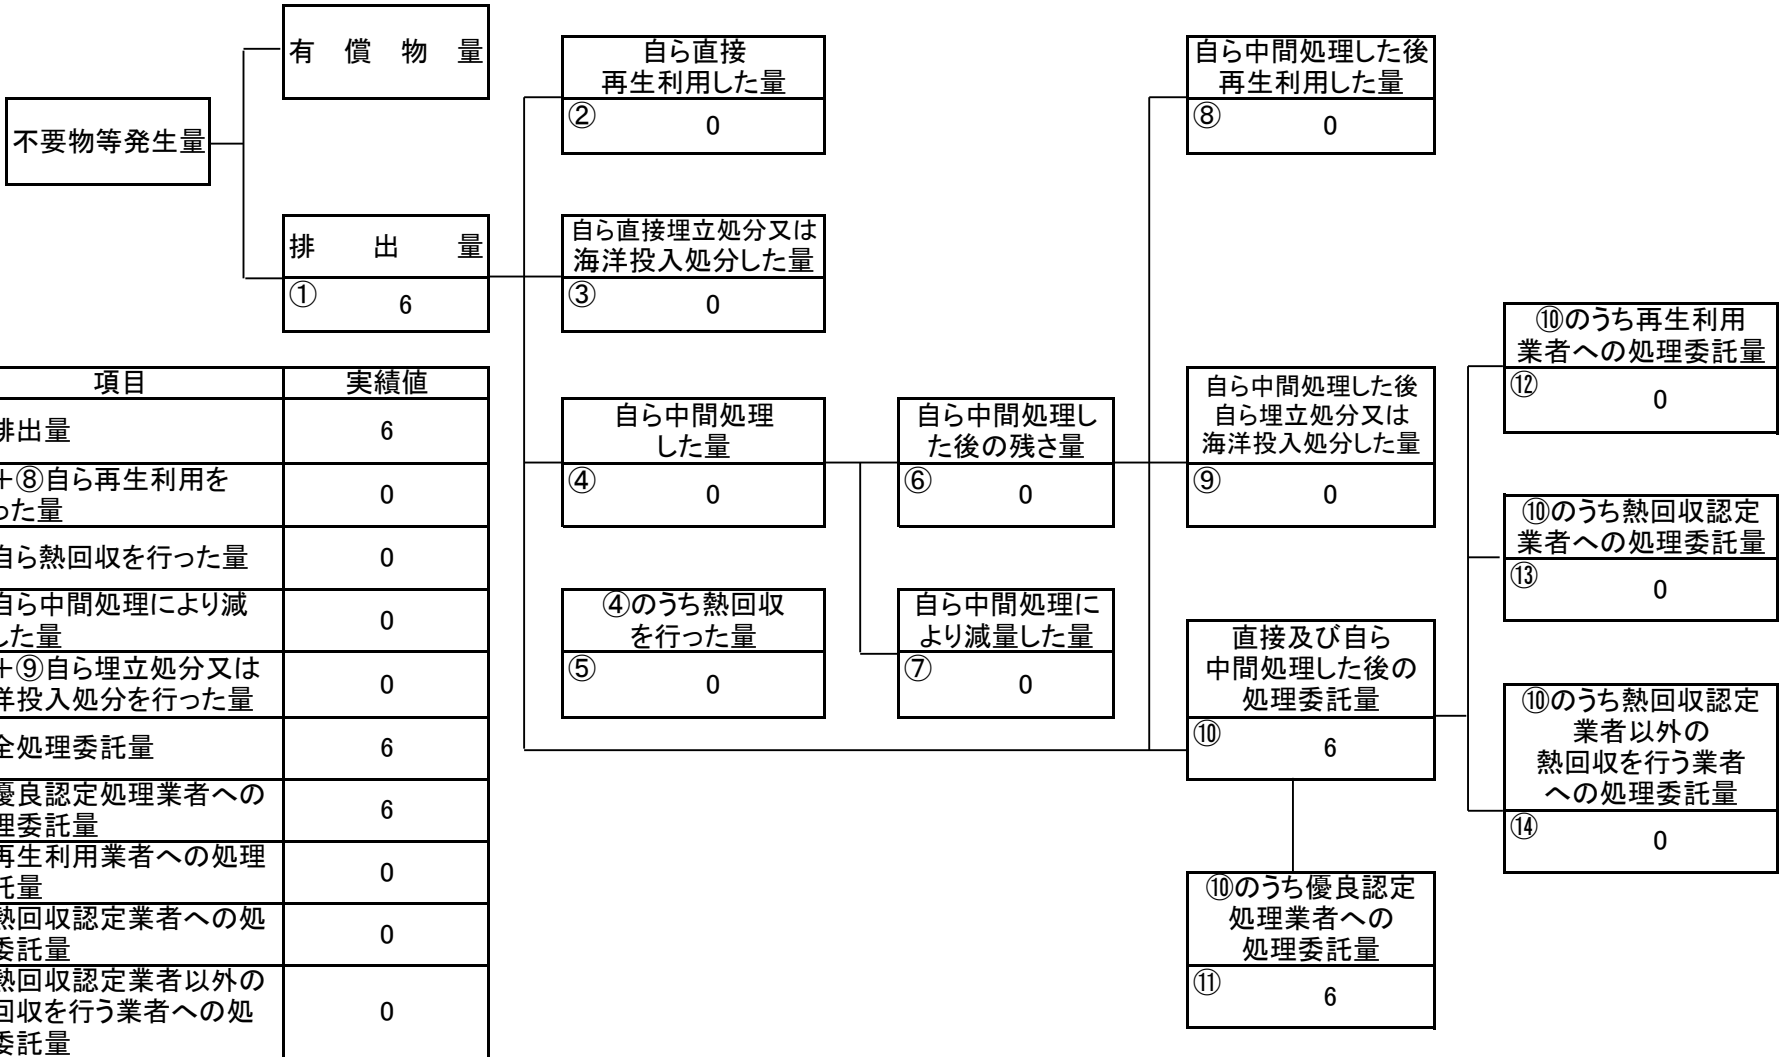 有償物量
不要物等発生量
排出量
① 6
自ら直接
再生利用した量
② 0
自ら直接埋立処分又は
海洋投入処分した量
③ 0
自ら中間処理
した量
④ 0
④のうち熱回収
を行った量
⑤ 0
自ら中間処理し
た後の残さ量
⑥ 0
自ら中間処理に
より減量した量
⑦ 0
自ら中間処理した後
再生利用した量
⑧ 0
自ら中間処理した後
自ら埋立処分又は
海洋投入処分した量
⑨ 0
直接及び自ら
中間処理した後の
処理委託量
⑩ 6
⑩のうち優良認定
処理業者への
処理委託量
⑪ 6
⑩のうち再生利用
業者への処理委託量
⑫ 0
⑩のうち熱回収認定
業者への処理委託量
⑬ 0
⑩のうち熱回収認定
業者以外の
熱回収を行う業者
への処理委託量
⑭ 0
項目 実績値
排出量 6
+⑧自ら再生利用を
った量 0
自ら熱回収を行った量 0
自ら中間処理により減
した量 0
+⑨自ら埋立処分又は
洋投入処分を行った量 0
全処理委託量 6
優良認定処理業者への
理委託量 6
再生利用業者への処理
託量 0
熱回収認定業者への処
委託量 0
熱回収認定業者以外の
回収を行う業者への処
委託量 0